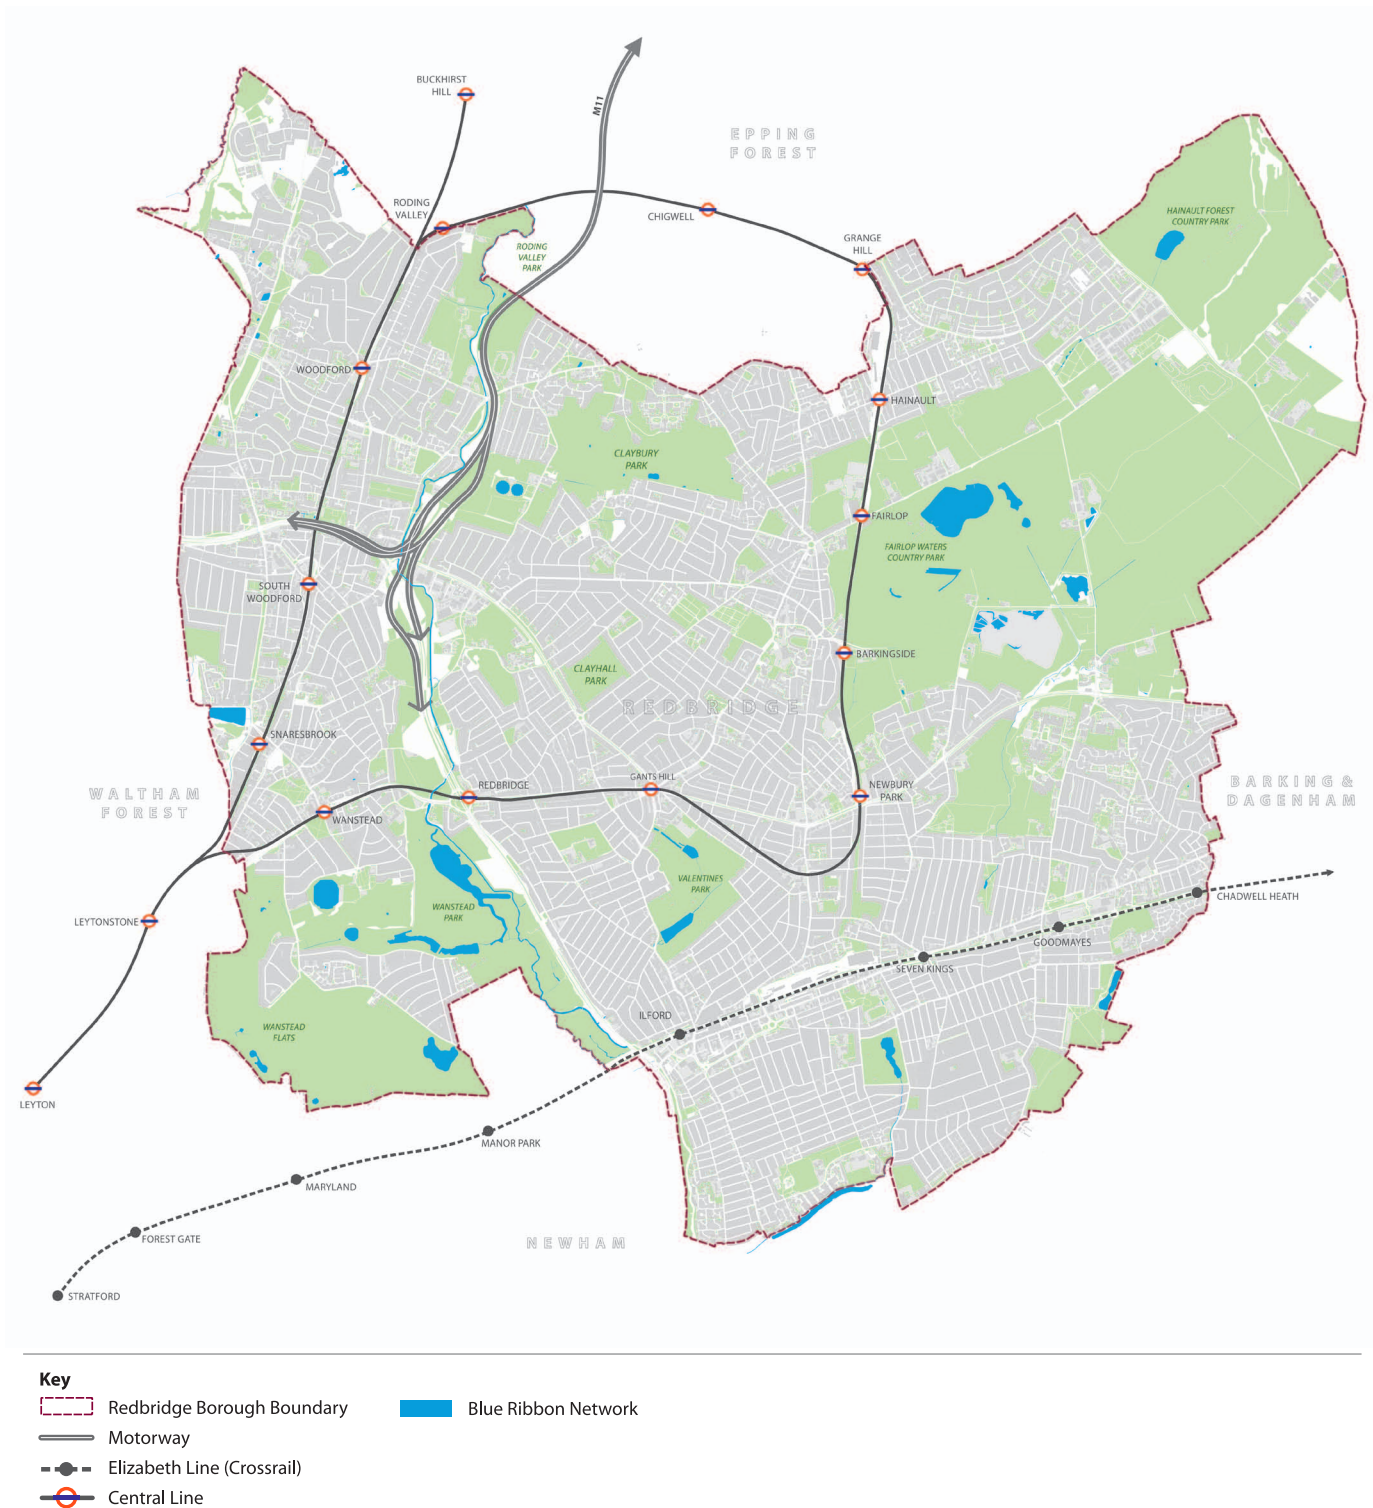 BUCKHIRST
HILL
M11
EPPING
FOREST
RODING
VALLEY
CHIGWELL
HAINAULT FOREST
COUNTRY PARK
GRANGE
HILL
RODING
VALLEY
PARK
WOODFORD
HAINAULT
CLAYBURY
PARK
FAIRLOP
FAIRLOP WATERS
COUNTRY PARK
SOUTH
WOODFORD
BARKINGSIDE
CLAYHALL
PARK
REDBRIDGE
SNARESBROOK
WALTHAM
FOREST
REDBRIDGE
GANTS HILL
NEWBURY
PARK
BARKING &
DAGENHAM
WANSTEAD
VALENTINES
PARK
CHADWELL HEATH
WANSTEAD
PARK
LEYTONSTONE
GOODMAYES
SEVEN KINGS
ILFORD
WANSTEAD
FLATS
LEYTON
MANOR PARK
MARYLAND
FOREST GATE
NEWHAM
STRATFORD
Key
Redbridge Borough Boundary
Blue Ribbon Network
Motorway
Elizabeth Line (Crossrail)
Central Line